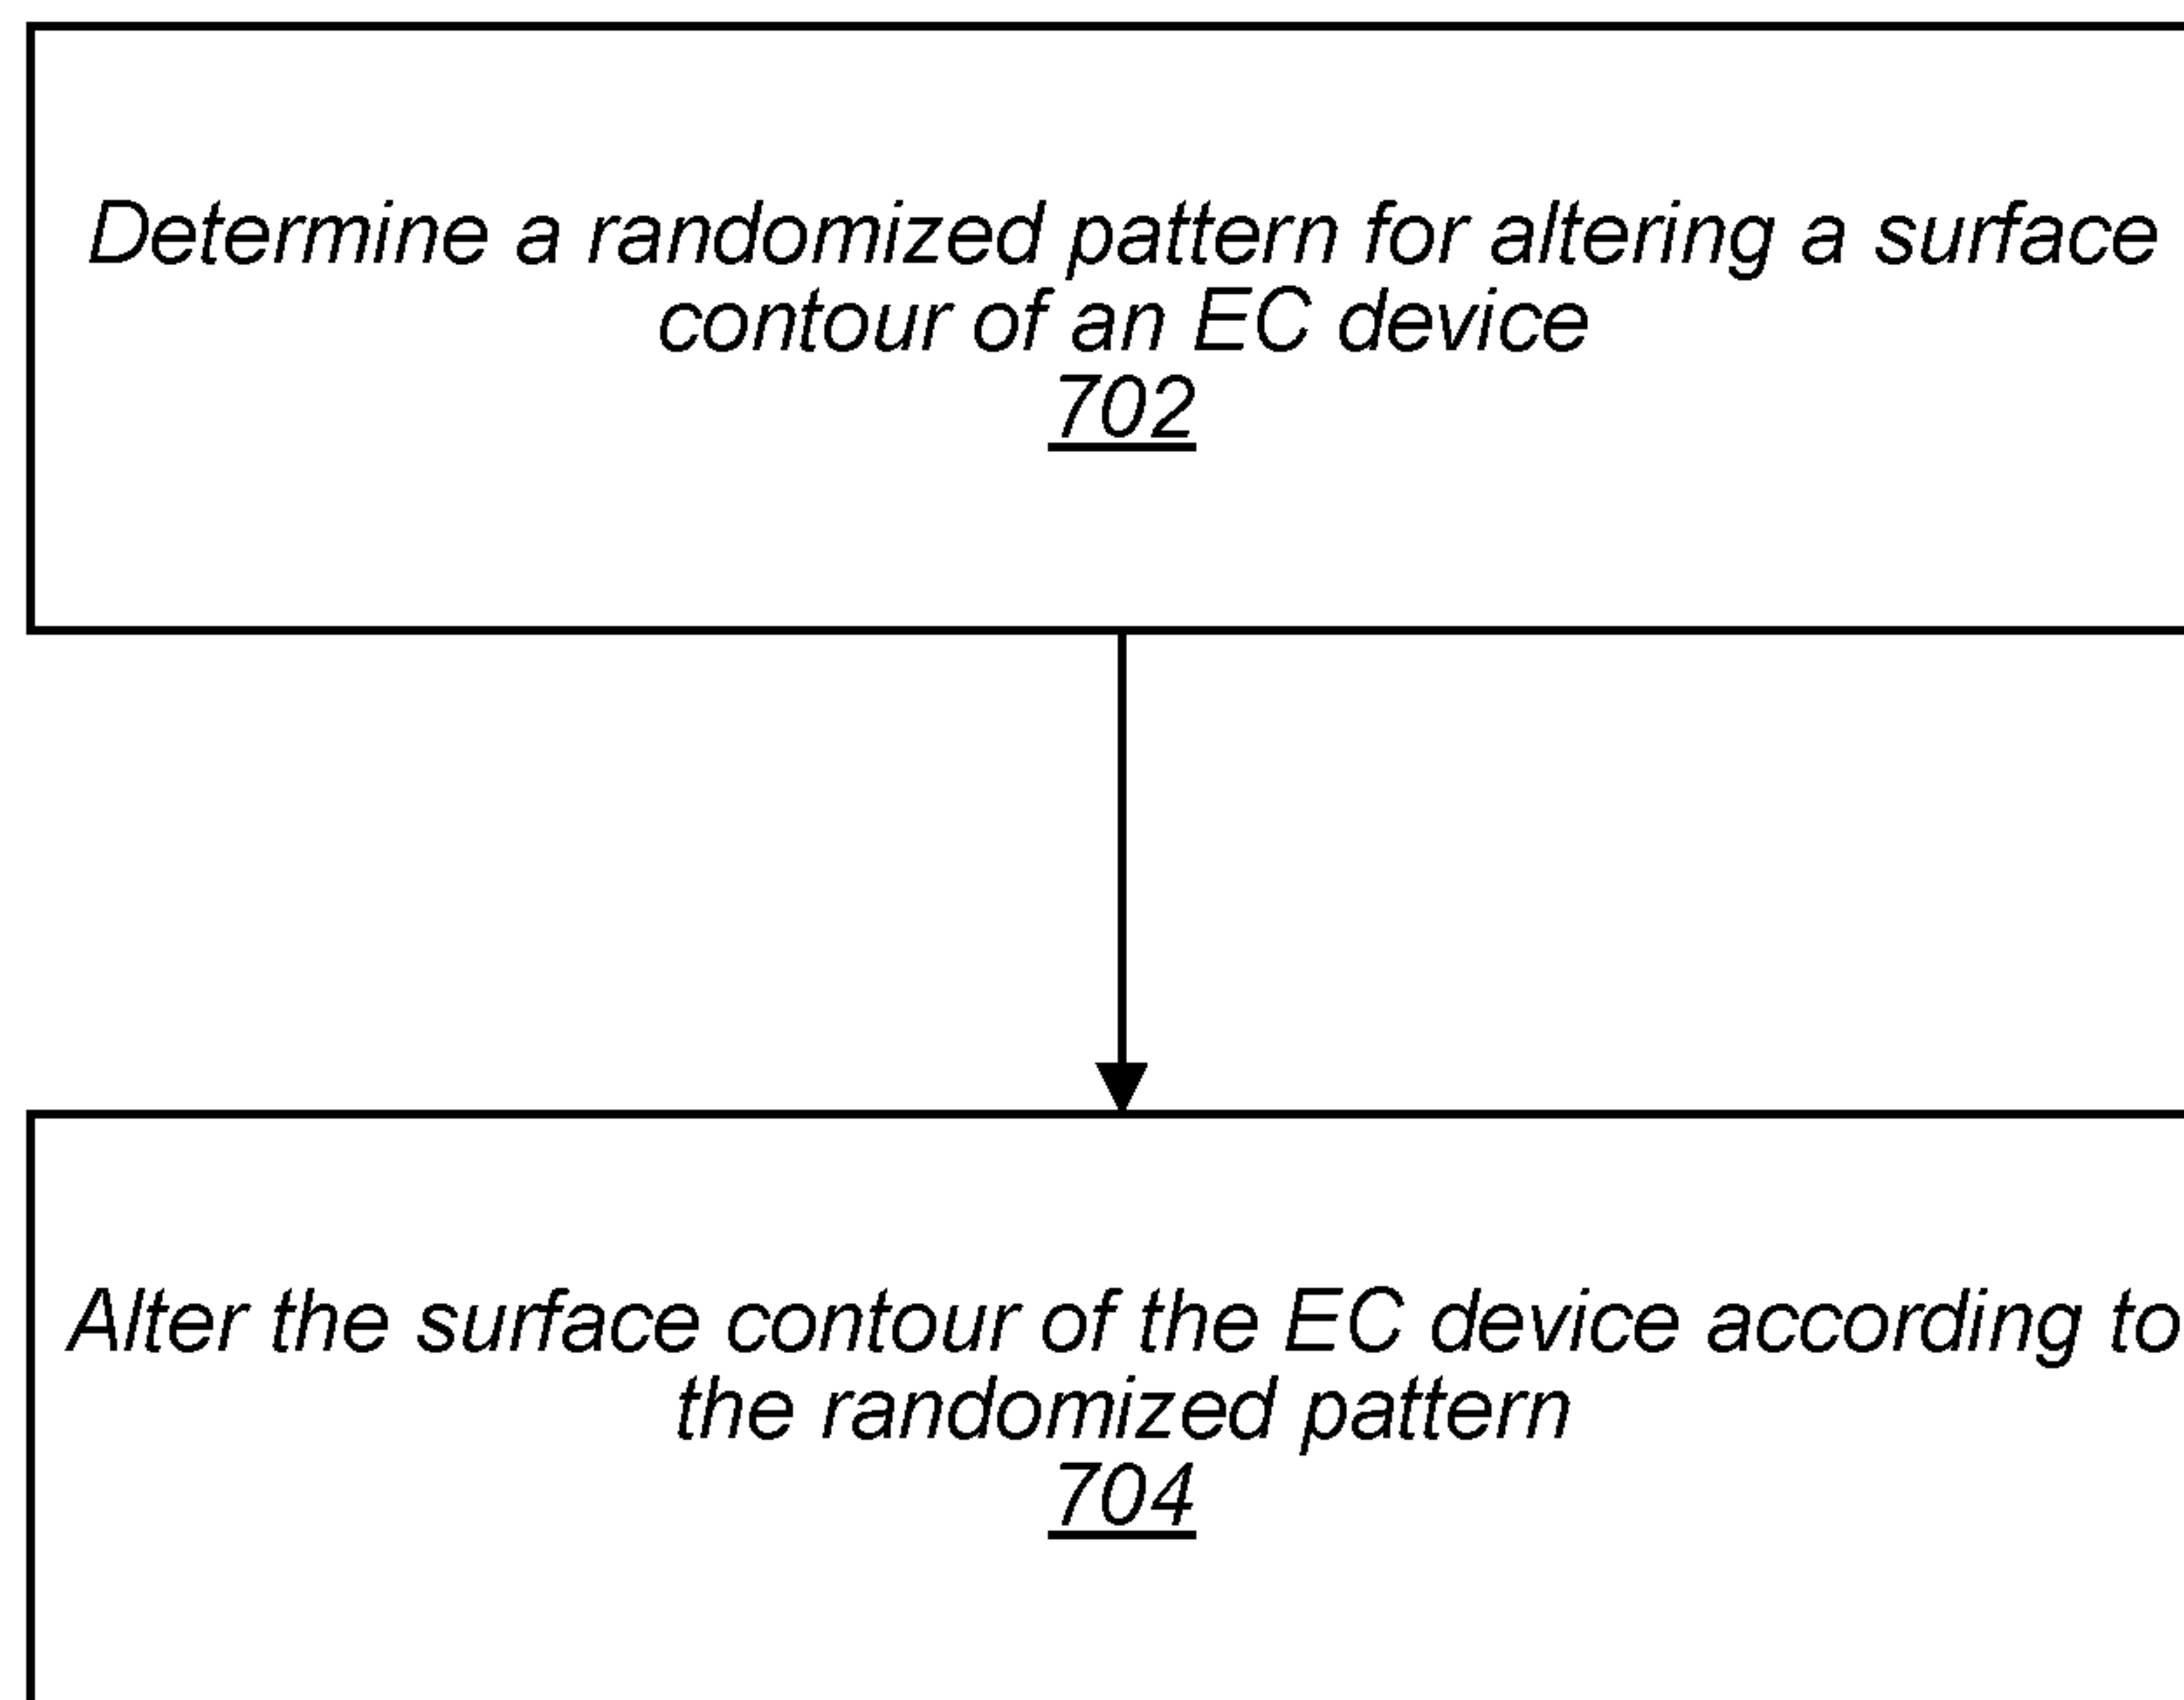 Determine a randomized pattern for altering a surface
contour of an EC device
702
Alter the surface contour of the EC device according to
the randomized pattern
704